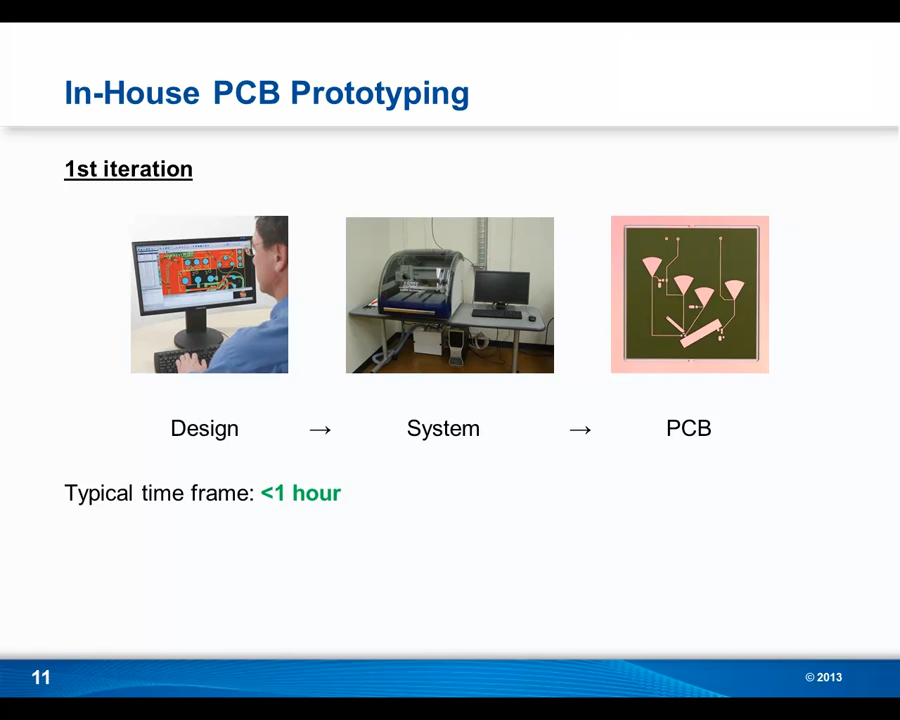 In-House PCB Prototyping
1st iteration
Design → System → PCB
Typical time frame: <1 hour
11
© 2013